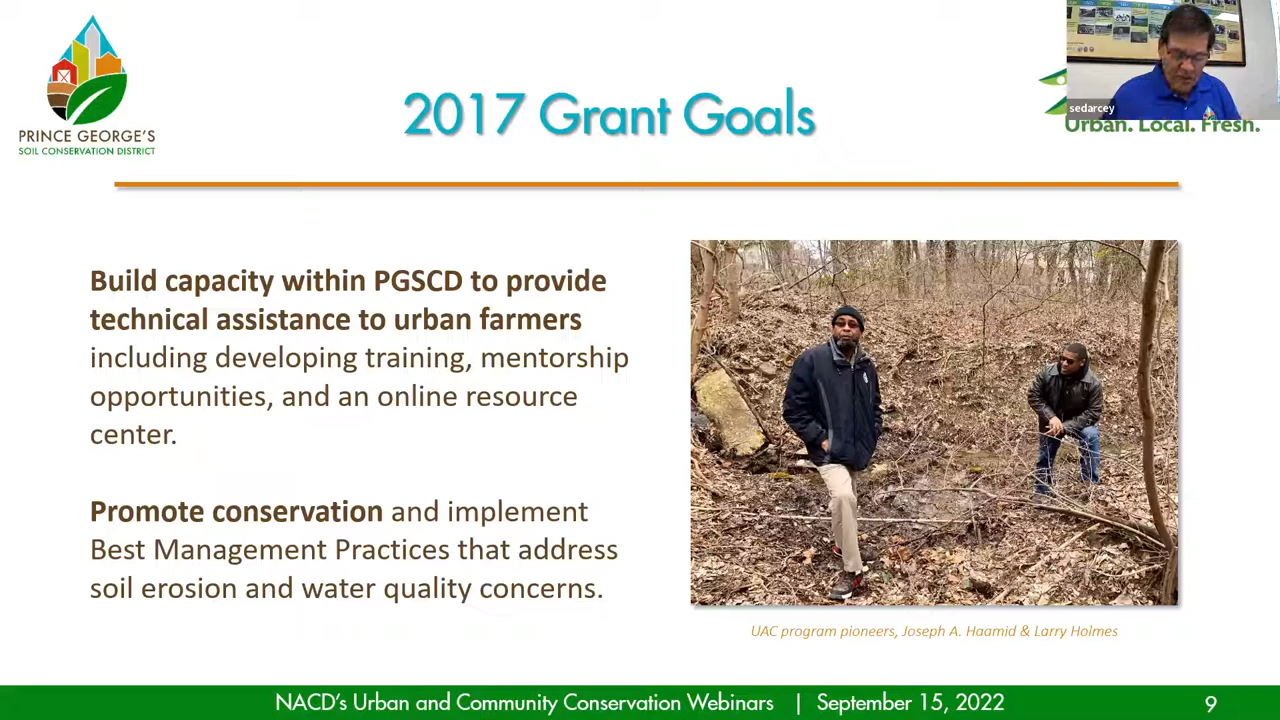 PRINCE GEORGE'S
SOIL CONSERVATION DISTRICT
2017 Grant Goals
sedarcey
Urban. Local. Fresh.
Build capacity within PGSCD to provide
technical assistance to urban farmers
including developing training, mentorship
opportunities, and an online resource
center.
Promote conservation and implement
Best Management Practices that address
soil erosion and water quality concerns.
UAC program pioneers, Joseph A. Haamid & Larry Holmes
NACD's Urban and Community Conservation Webinars | September 15, 2022
9